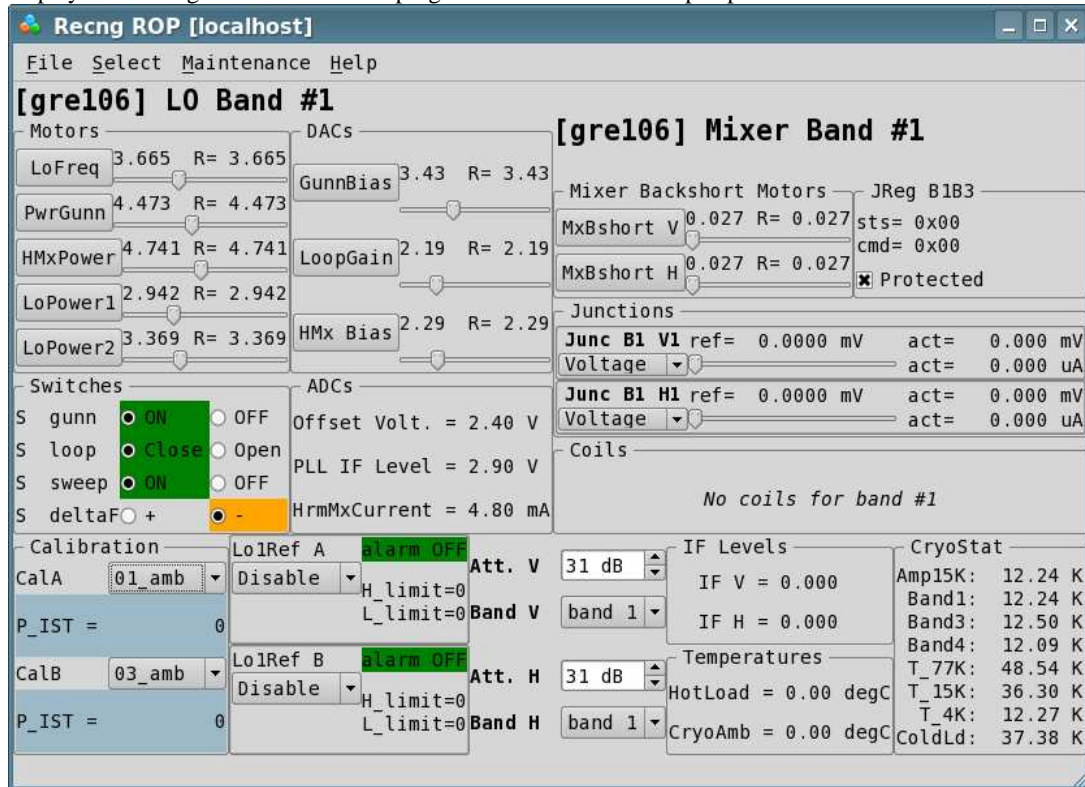 Recng ROP [localhost]
File Select Maintenance Help
[gre106] LO Band #1
Motors
LoFreq 3.665 R= 3.665
PwrGunn 4.473 R= 4.473
HMxPower 4.741 R= 4.741
LoPower1 2.942 R= 2.942
LoPower2 3.369 R= 3.369
DACs
GunnBias 3.43 R= 3.43
LoopGain 2.19 R= 2.19
HMx Bias 2.29 R= 2.29
[gre106] Mixer Band #1
Mixer Backshort Motors
MxBshort V 0.027 R= 0.027
MxBshort H 0.027 R= 0.027
JReg B1B3
sts= 0x00
cmd= 0x00
Protected
Junctions
Junc B1 V1 ref= 0.0000 mV act= 0.000 mV
Voltage act= 0.000 uA
Junc B1 H1 ref= 0.0000 mV act= 0.000 mV
Voltage act= 0.000 uA
Switches
S gunn ON OFF
S loop Close Open
S sweep ON OFF
S deltaF + -
ADCs
Offset Volt. = 2.40 V
PLL IF Level = 2.90 V
HrmMxCurrent = 4.80 mA
Coils
No coils for band #1
Calibration
CalA 01_amb
P_IST = 0
CalB 03_amb
P_IST = 0
Lo1Ref A alarm OFF
Disable
H_limit=0
L_limit=0
Lo1Ref B alarm OFF
Disable
H_limit=0
L_limit=0
Att. V 31 dB
Band V band 1
Att. H 31 dB
Band H band 1
IF Levels
IF V = 0.000
IF H = 0.000
Temperatures
HotLoad = 0.00 degC
CryoAmb = 0.00 degC
CryoStat
Amp15K: 12.24 K
Band1: 12.24 K
Band3: 12.50 K
Band4: 12.09 K
T_77K: 48.54 K
T_15K: 36.30 K
T_4K: 12.27 K
ColdLd: 37.38 K